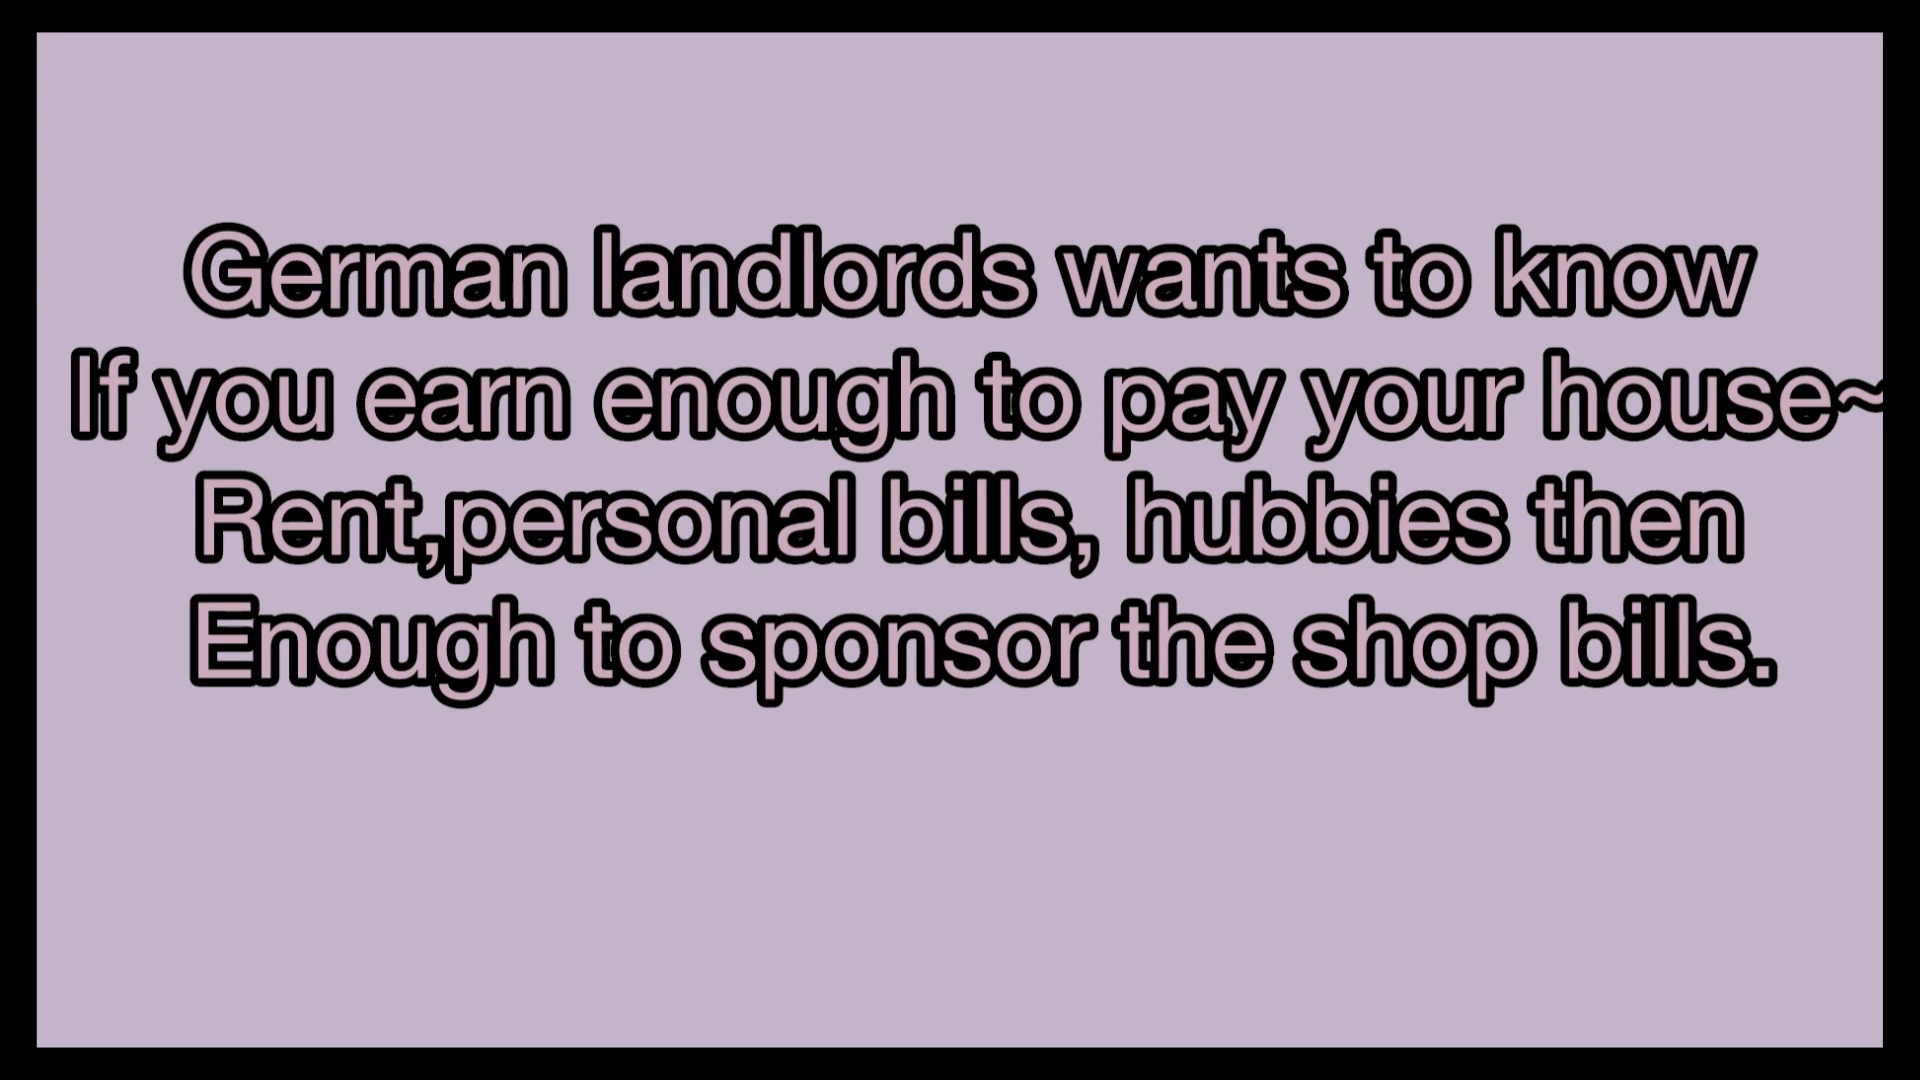 German landlords wants to know
If you earn enough to pay your house~
Rent,personal bills, hubbies then
Enough to sponsor the shop bills.